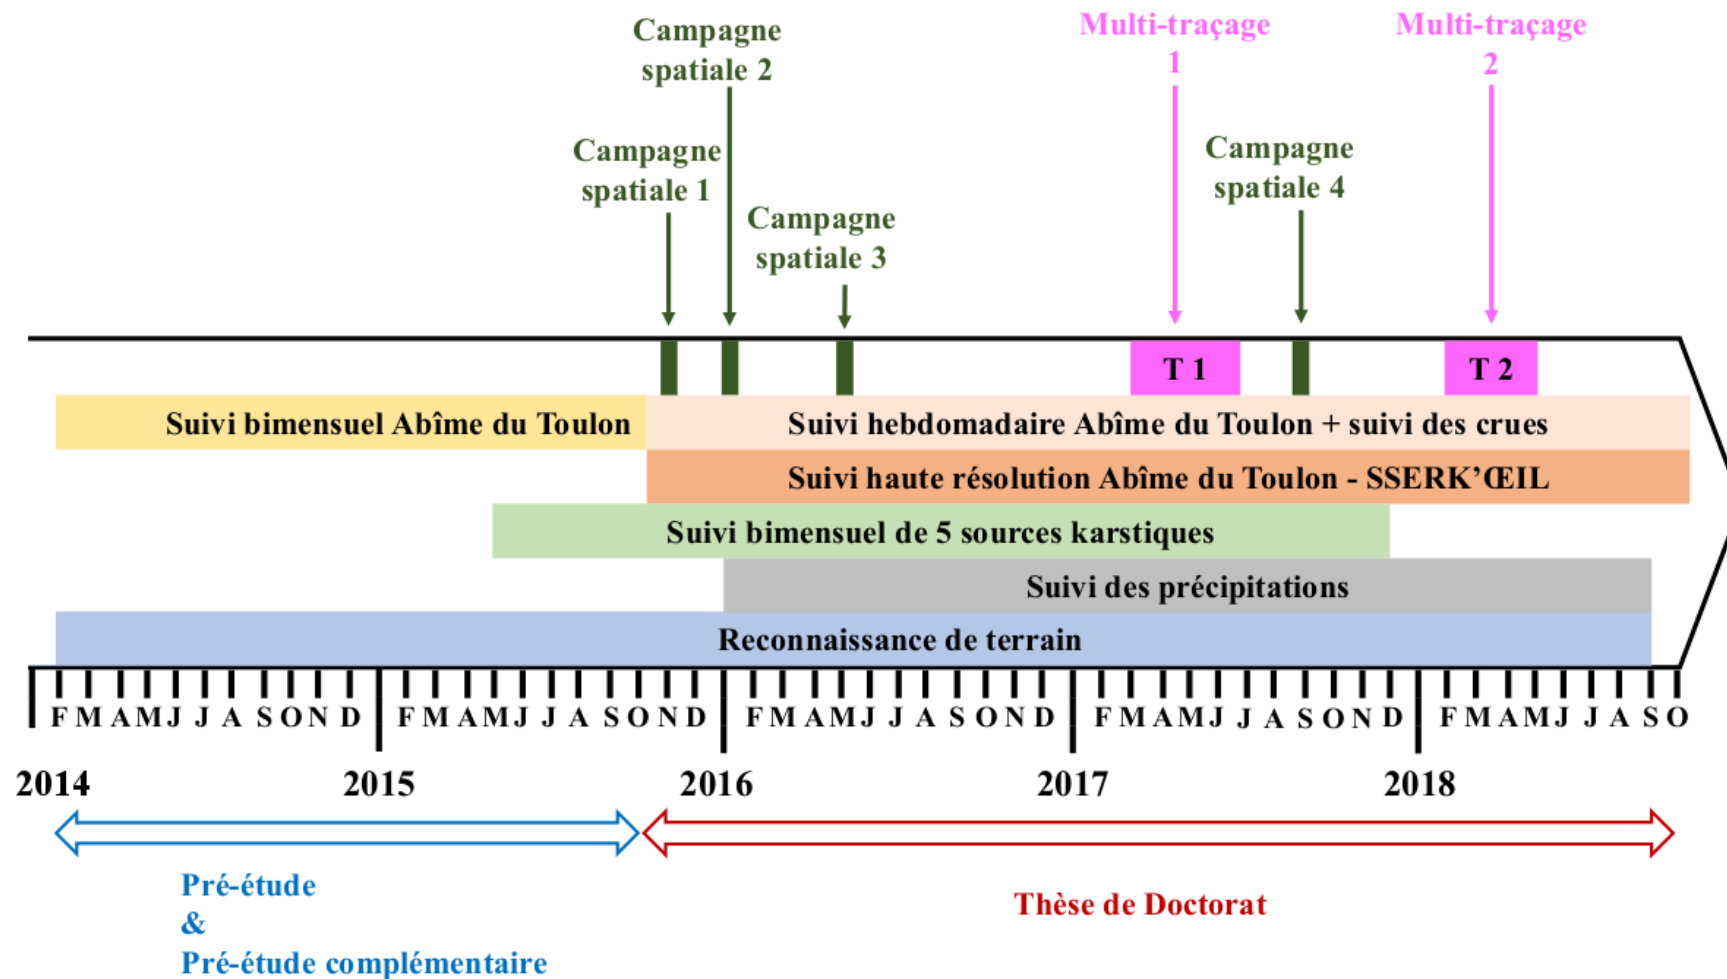 Campagne
spatiale 2
Multi-traçage
1
Multi-traçage
2
Campagne
spatiale 1
Campagne
spatiale 4
Campagne
spatiale 3
T 1
T 2
Suivi bimensuel Abîme du Toulon
Suivi hebdomadaire Abîme du Toulon + suivi des crues
Suivi haute résolution Abîme du Toulon - SSERK’ŒIL
Suivi bimensuel de 5 sources karstiques
Suivi des précipitations
Reconnaissance de terrain
F M A M J J A S O N D F M A M J J A S O N D F M A M J J A S O N D F M A M J J A S O N D F M A M J J A S O
2014 2015 2016 2017 2018
Pré-étude
&
Pré-étude complémentaire
Thèse de Doctorat